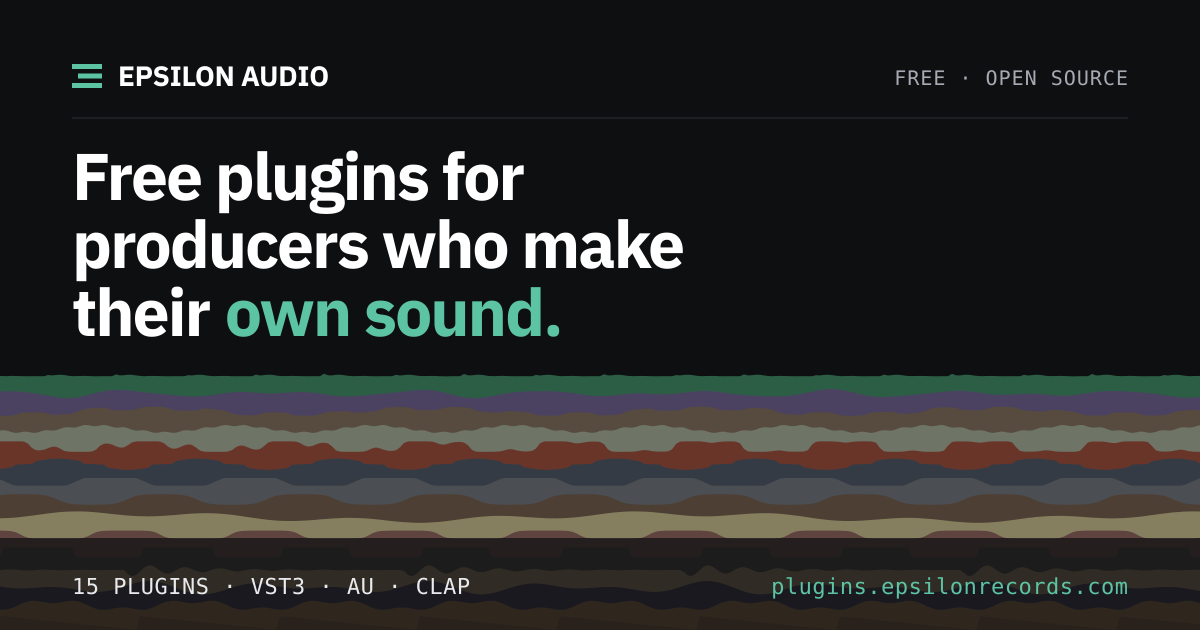 EPSILON AUDIO
FREE · OPEN SOURCE
Free plugins for
producers who make
their own sound.
15 PLUGINS · VST3 · AU · CLAP
plugins.epsilonrecords.com